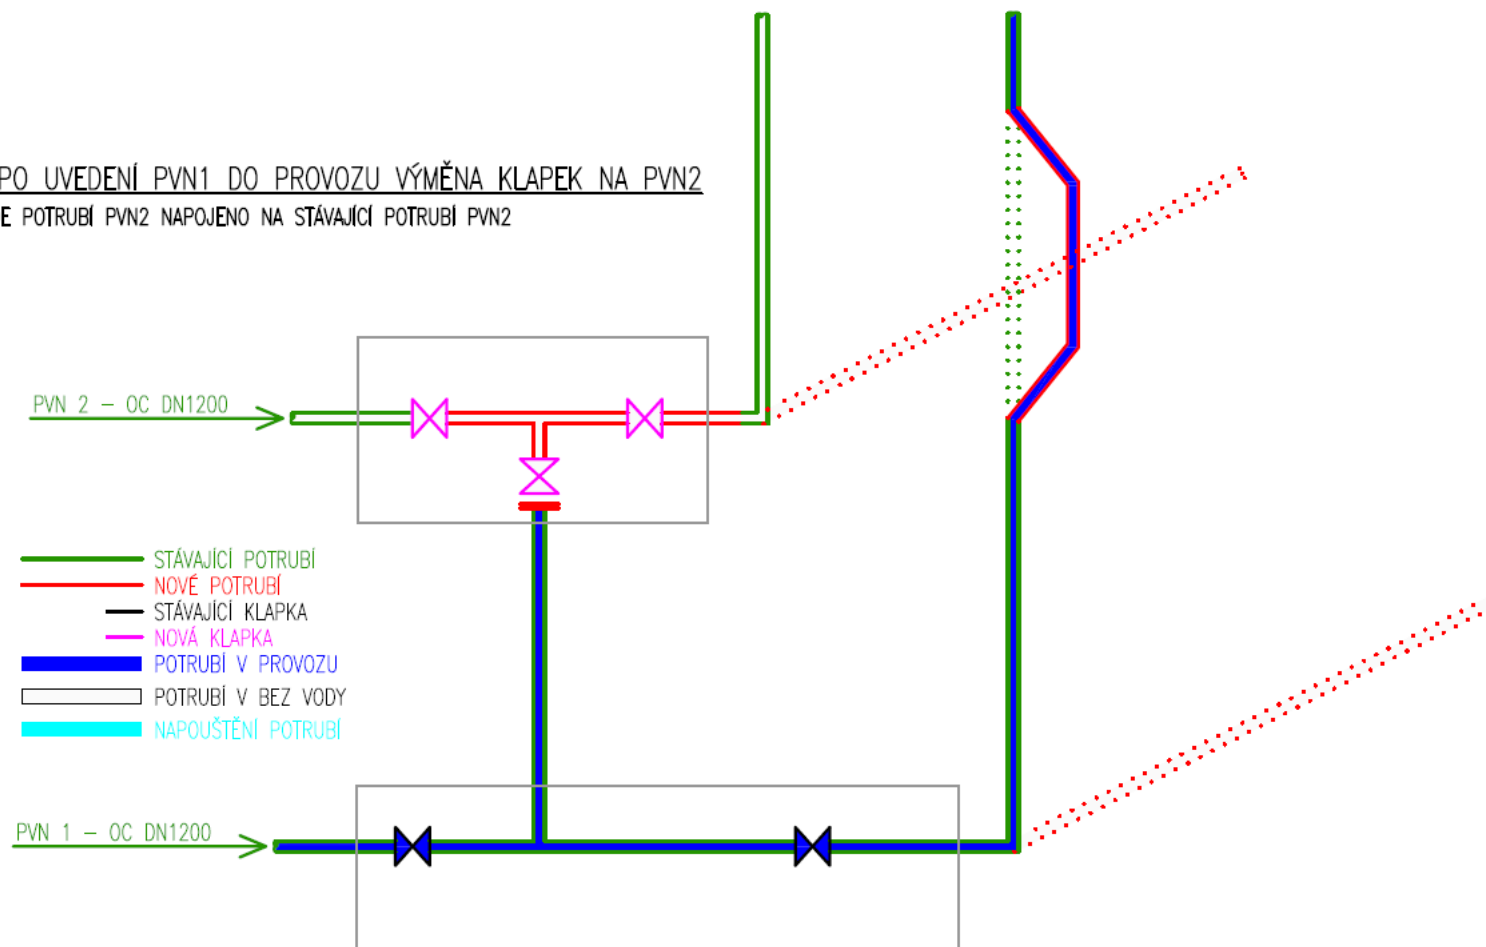 PO UVEDENÍ PVN1 DO PROVOZU VÝMĚNA KLAPEK NA PVN2
E POTRUBÍ PVN2 NAPOJENO NA STÁVAJÍCÍ POTRUBÍ PVN2
PVN 2 – OC DN1200
STÁVAJÍCÍ POTRUBÍ
NOVÉ POTRUBÍ
STÁVAJÍCÍ KLAPKA
NOVÁ KLAPKA
POTRUBÍ V PROVOZU
POTRUBÍ V BEZ VODY
NAPOUŠTĚNÍ POTRUBÍ
PVN 1 – OC DN1200